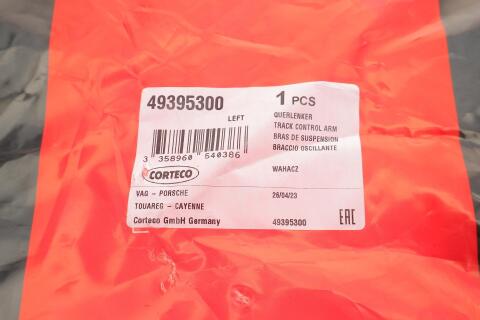 49395300
1 PCS
LEFT
QUERLENKER
TRACK CONTROL ARM
BRAS DE SUSPENSION
BRACCIO OSCILLANTE
3 358960 540386
CORTECO
WAHACZ
VAG - PORSCHE
26/04/23
TOUAREG - CAYENNE
Corteco GmbH Germany
49395300
EAC